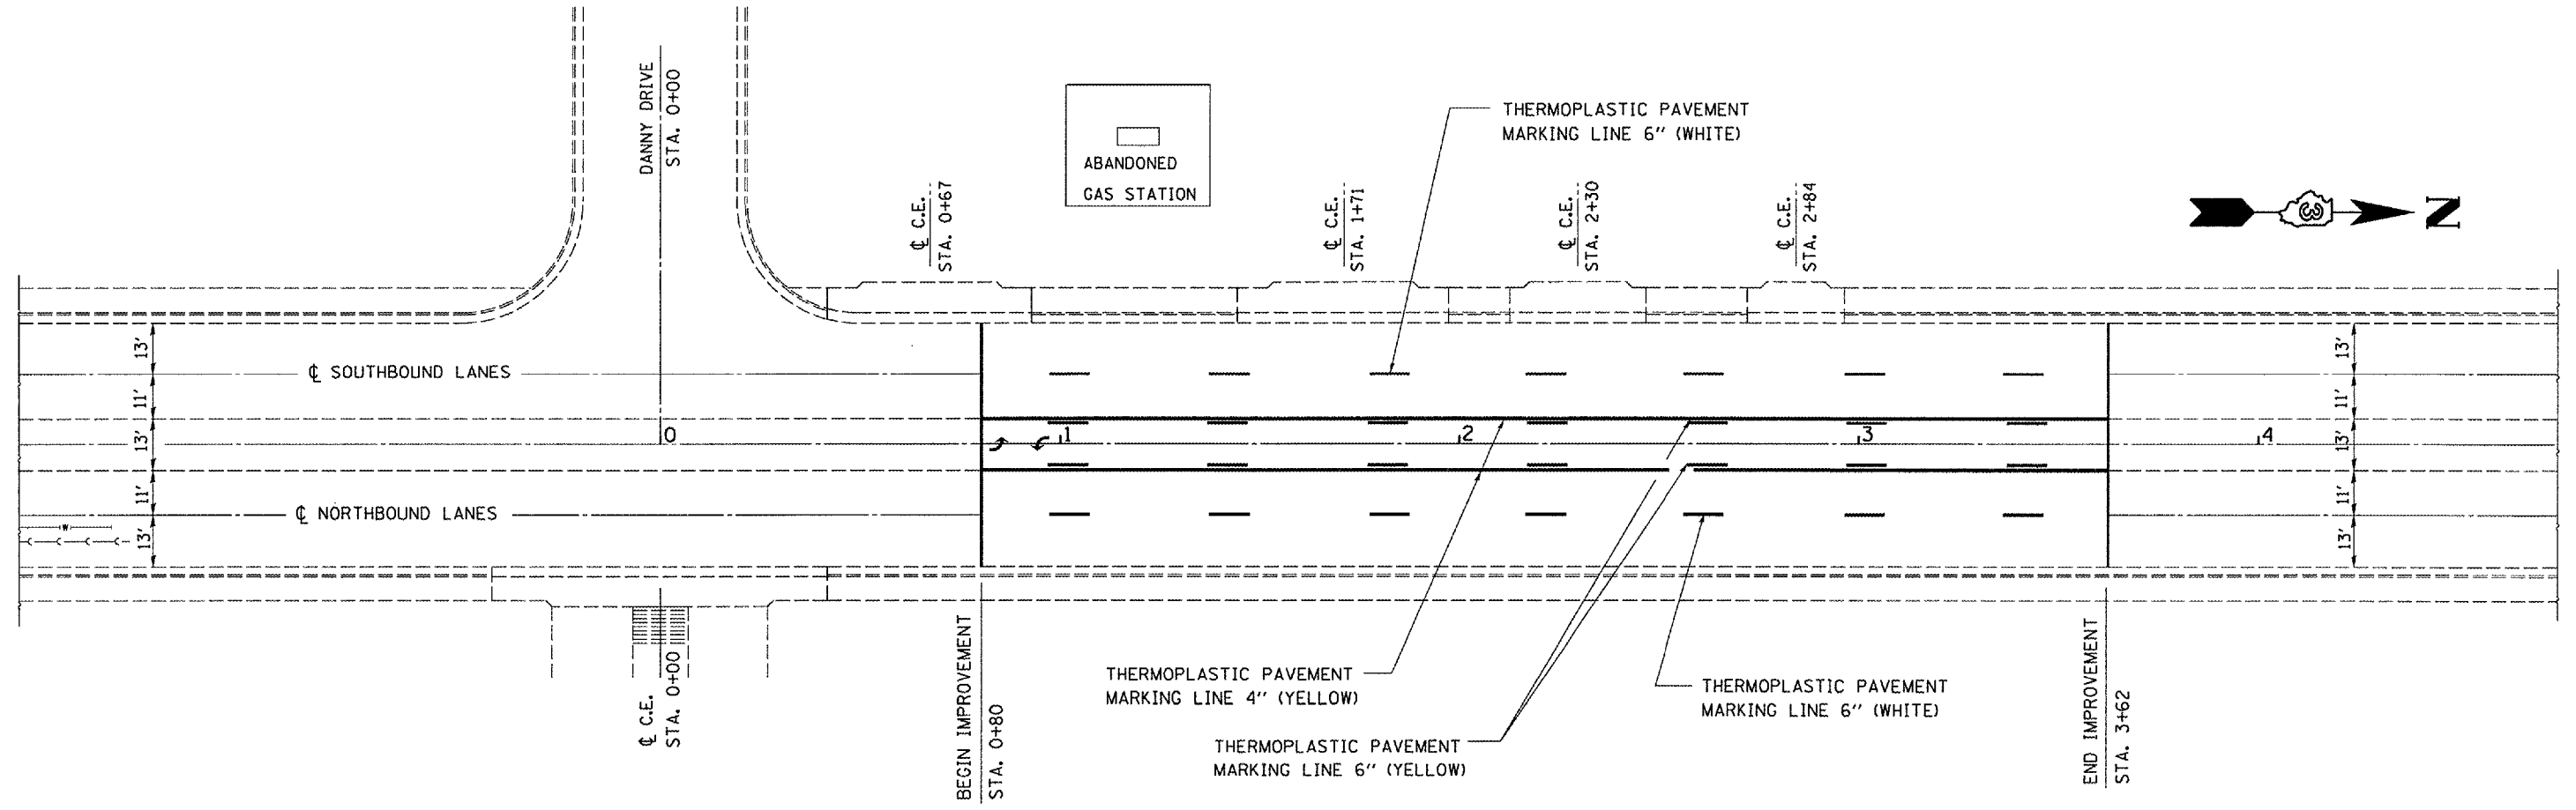 DANNY DRIVE
STA. 0+00
ABANDONED
GAS STATION
THERMOPLASTIC PAVEMENT
MARKING LINE 6" (WHITE)
℄ C.E.
STA. 0+67
℄ C.E.
STA. 1+71
℄ C.E.
STA. 2+30
℄ C.E.
STA. 2+84
3
N
13'
11'
13'
11'
13'
℄ SOUTHBOUND LANES
℄ NORTHBOUND LANES
W
0
1
2
3
4
13'
11'
13'
11'
13'
℄ C.E.
STA. 0+00
BEGIN IMPROVEMENT
STA. 0+80
THERMOPLASTIC PAVEMENT
MARKING LINE 4" (YELLOW)
THERMOPLASTIC PAVEMENT
MARKING LINE 6" (YELLOW)
THERMOPLASTIC PAVEMENT
MARKING LINE 6" (WHITE)
END IMPROVEMENT
STA. 3+62